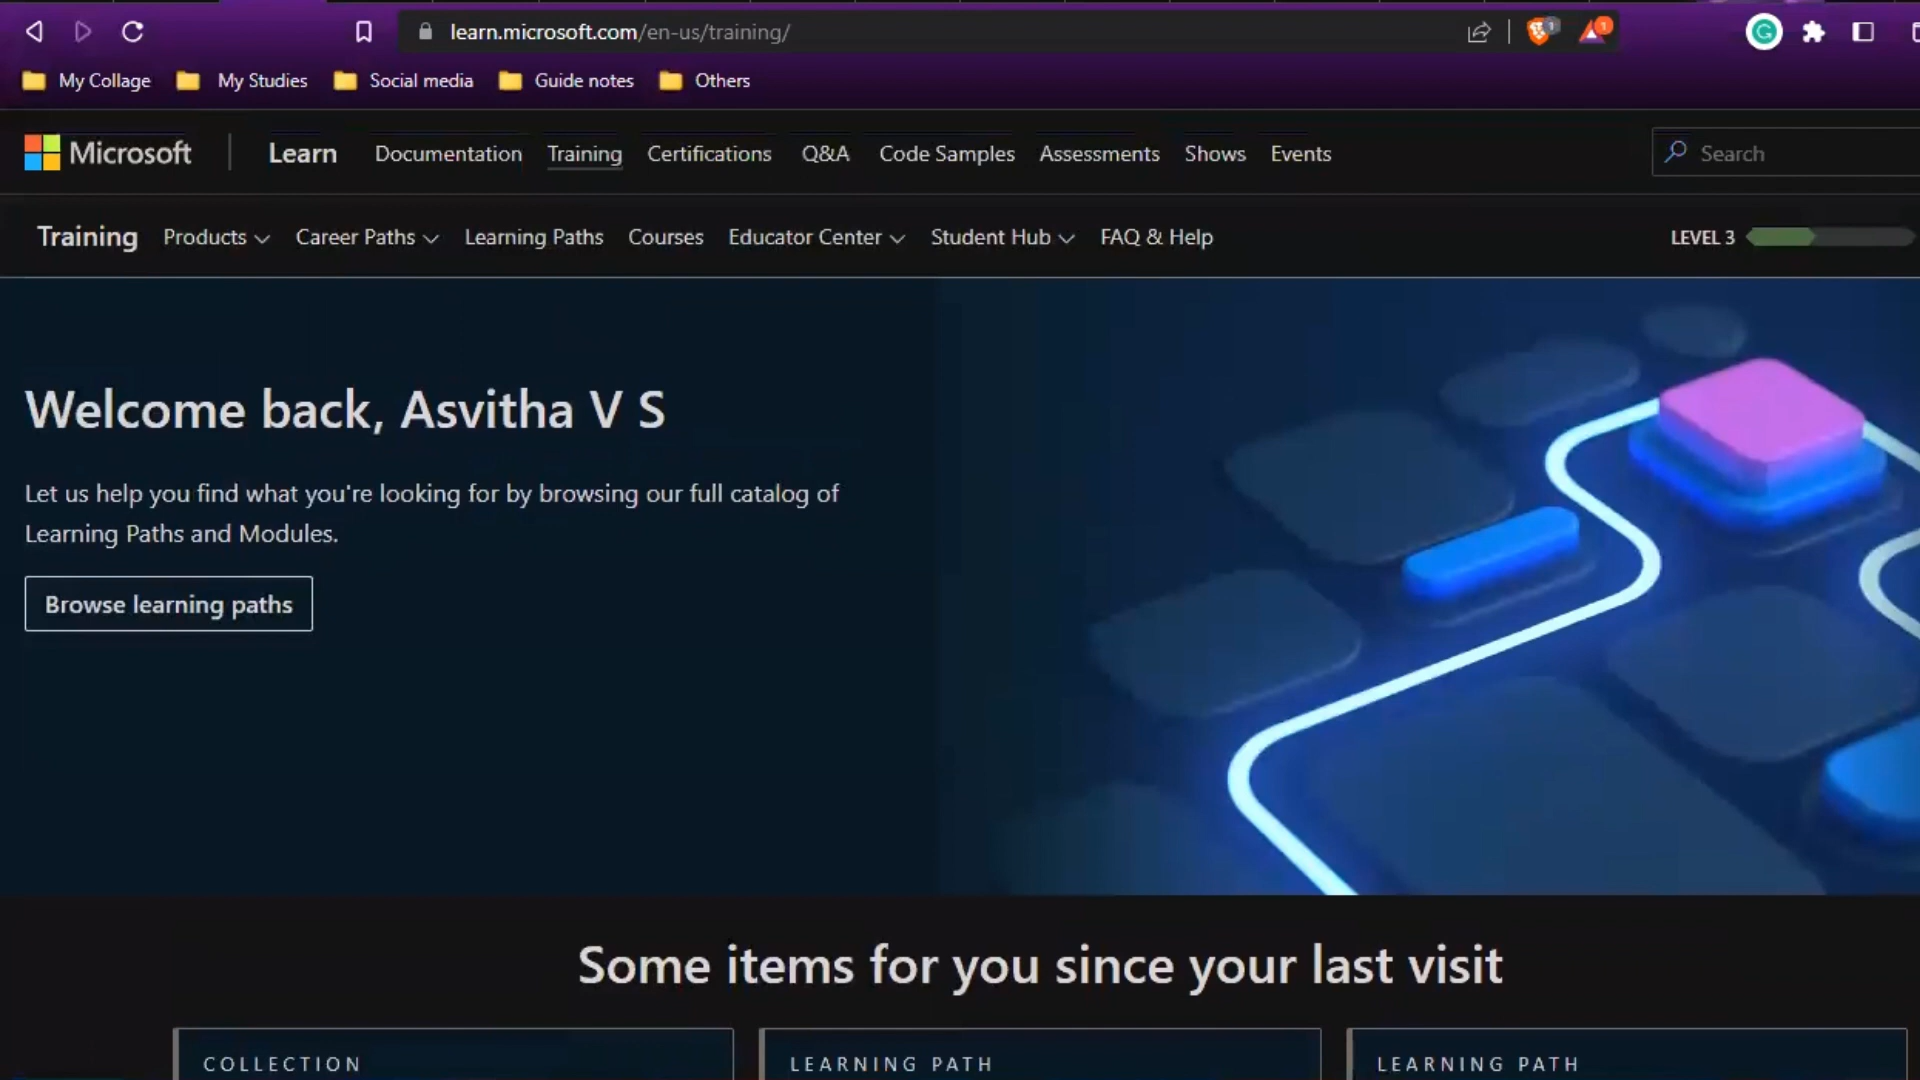 learn.microsoft.com/en-us/training/
1
1
My Collage
My Studies
Social media
Guide notes
Others
Microsoft
Learn
Documentation
Training
Certifications
Q&A
Code Samples
Assessments
Shows
Events
Search
Training
Products
Career Paths
Learning Paths
Courses
Educator Center
Student Hub
FAQ & Help
LEVEL 3
Welcome back, Asvitha V S
Let us help you find what you're looking for by browsing our full catalog of
Learning Paths and Modules.
Browse learning paths
Some items for you since your last visit
COLLECTION
LEARNING PATH
LEARNING PATH